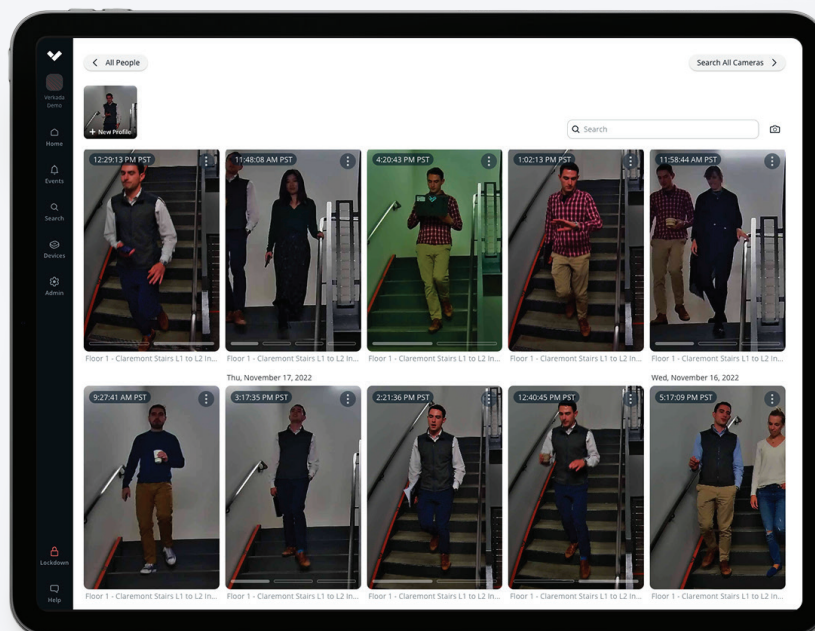 All People
Search All Cameras
Verkada
Demo
+ New Profile
Home
Search
Events
Search
Devices
Admin
12:29:13 PM PST
11:48:08 AM PST
4:20:43 PM PST
1:02:13 PM PST
11:58:44 AM PST
Floor 1 - Claremont Stairs L1 to L2 In...
Floor 1 - Claremont Stairs L1 to L2 In...
Floor 1 - Claremont Stairs L1 to L2 In...
Floor 1 - Claremont Stairs L1 to L2 In...
Floor 1 - Claremont Stairs L1 to L2 In...
Thu, November 17, 2022
Wed, November 16, 2022
9:27:41 AM PST
3:17:35 PM PST
2:21:36 PM PST
12:40:45 PM PST
5:17:09 PM PST
Lockdown
Help
Floor 1 - Claremont Stairs L1 to L2 In...
Floor 1 - Claremont Stairs L1 to L2 In...
Floor 1 - Claremont Stairs L1 to L2 In...
Floor 1 - Claremont Stairs L1 to L2 In...
Floor 1 - Claremont Stairs L1 to L2 In...